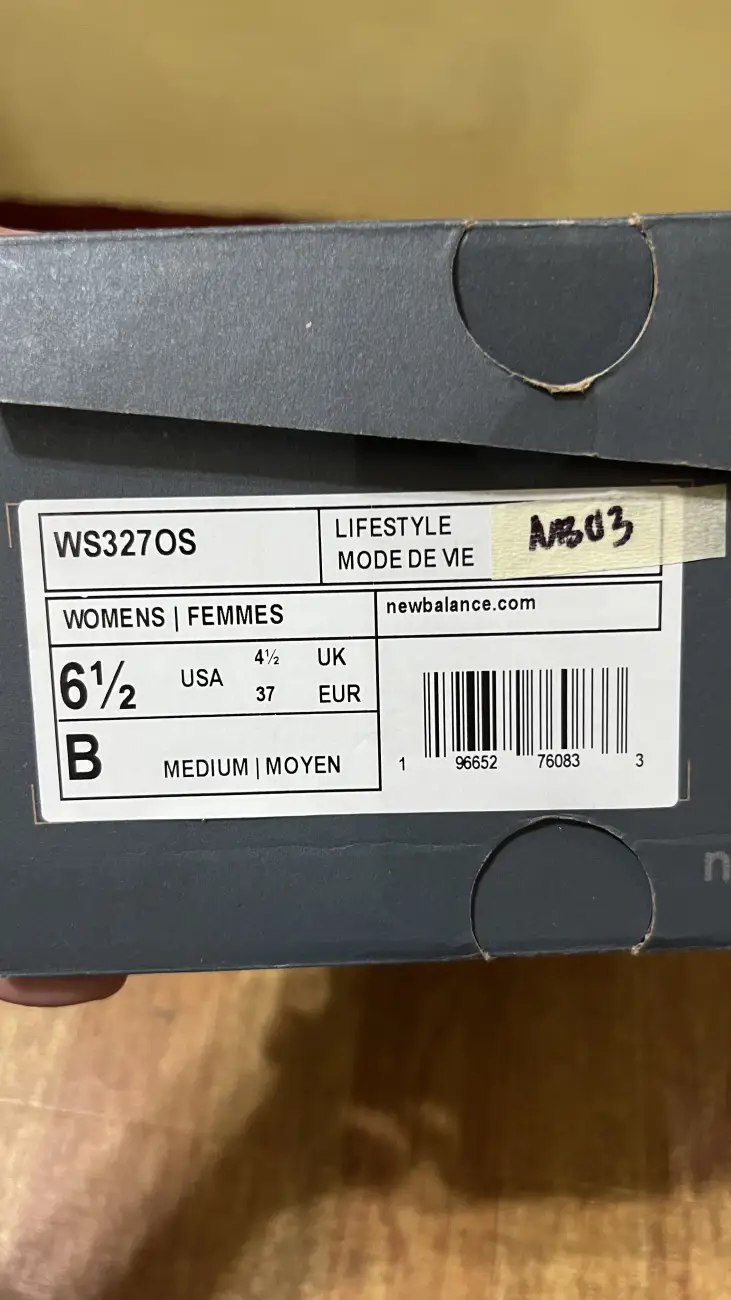 WS327OS
LIFESTYLE
MODE DE VIE
NB03
WOMENS | FEMMES
newbalance.com
6½ USA 4½ UK
37 EUR
B MEDIUM | MOYEN
1 96652 76083 3
n